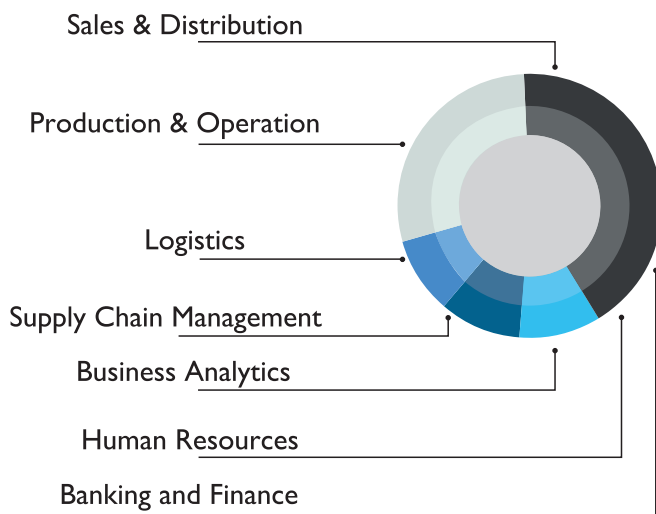 Sales & Distribution
Production & Operation
Logistics
Supply Chain Management
Business Analytics
Human Resources
Banking and Finance